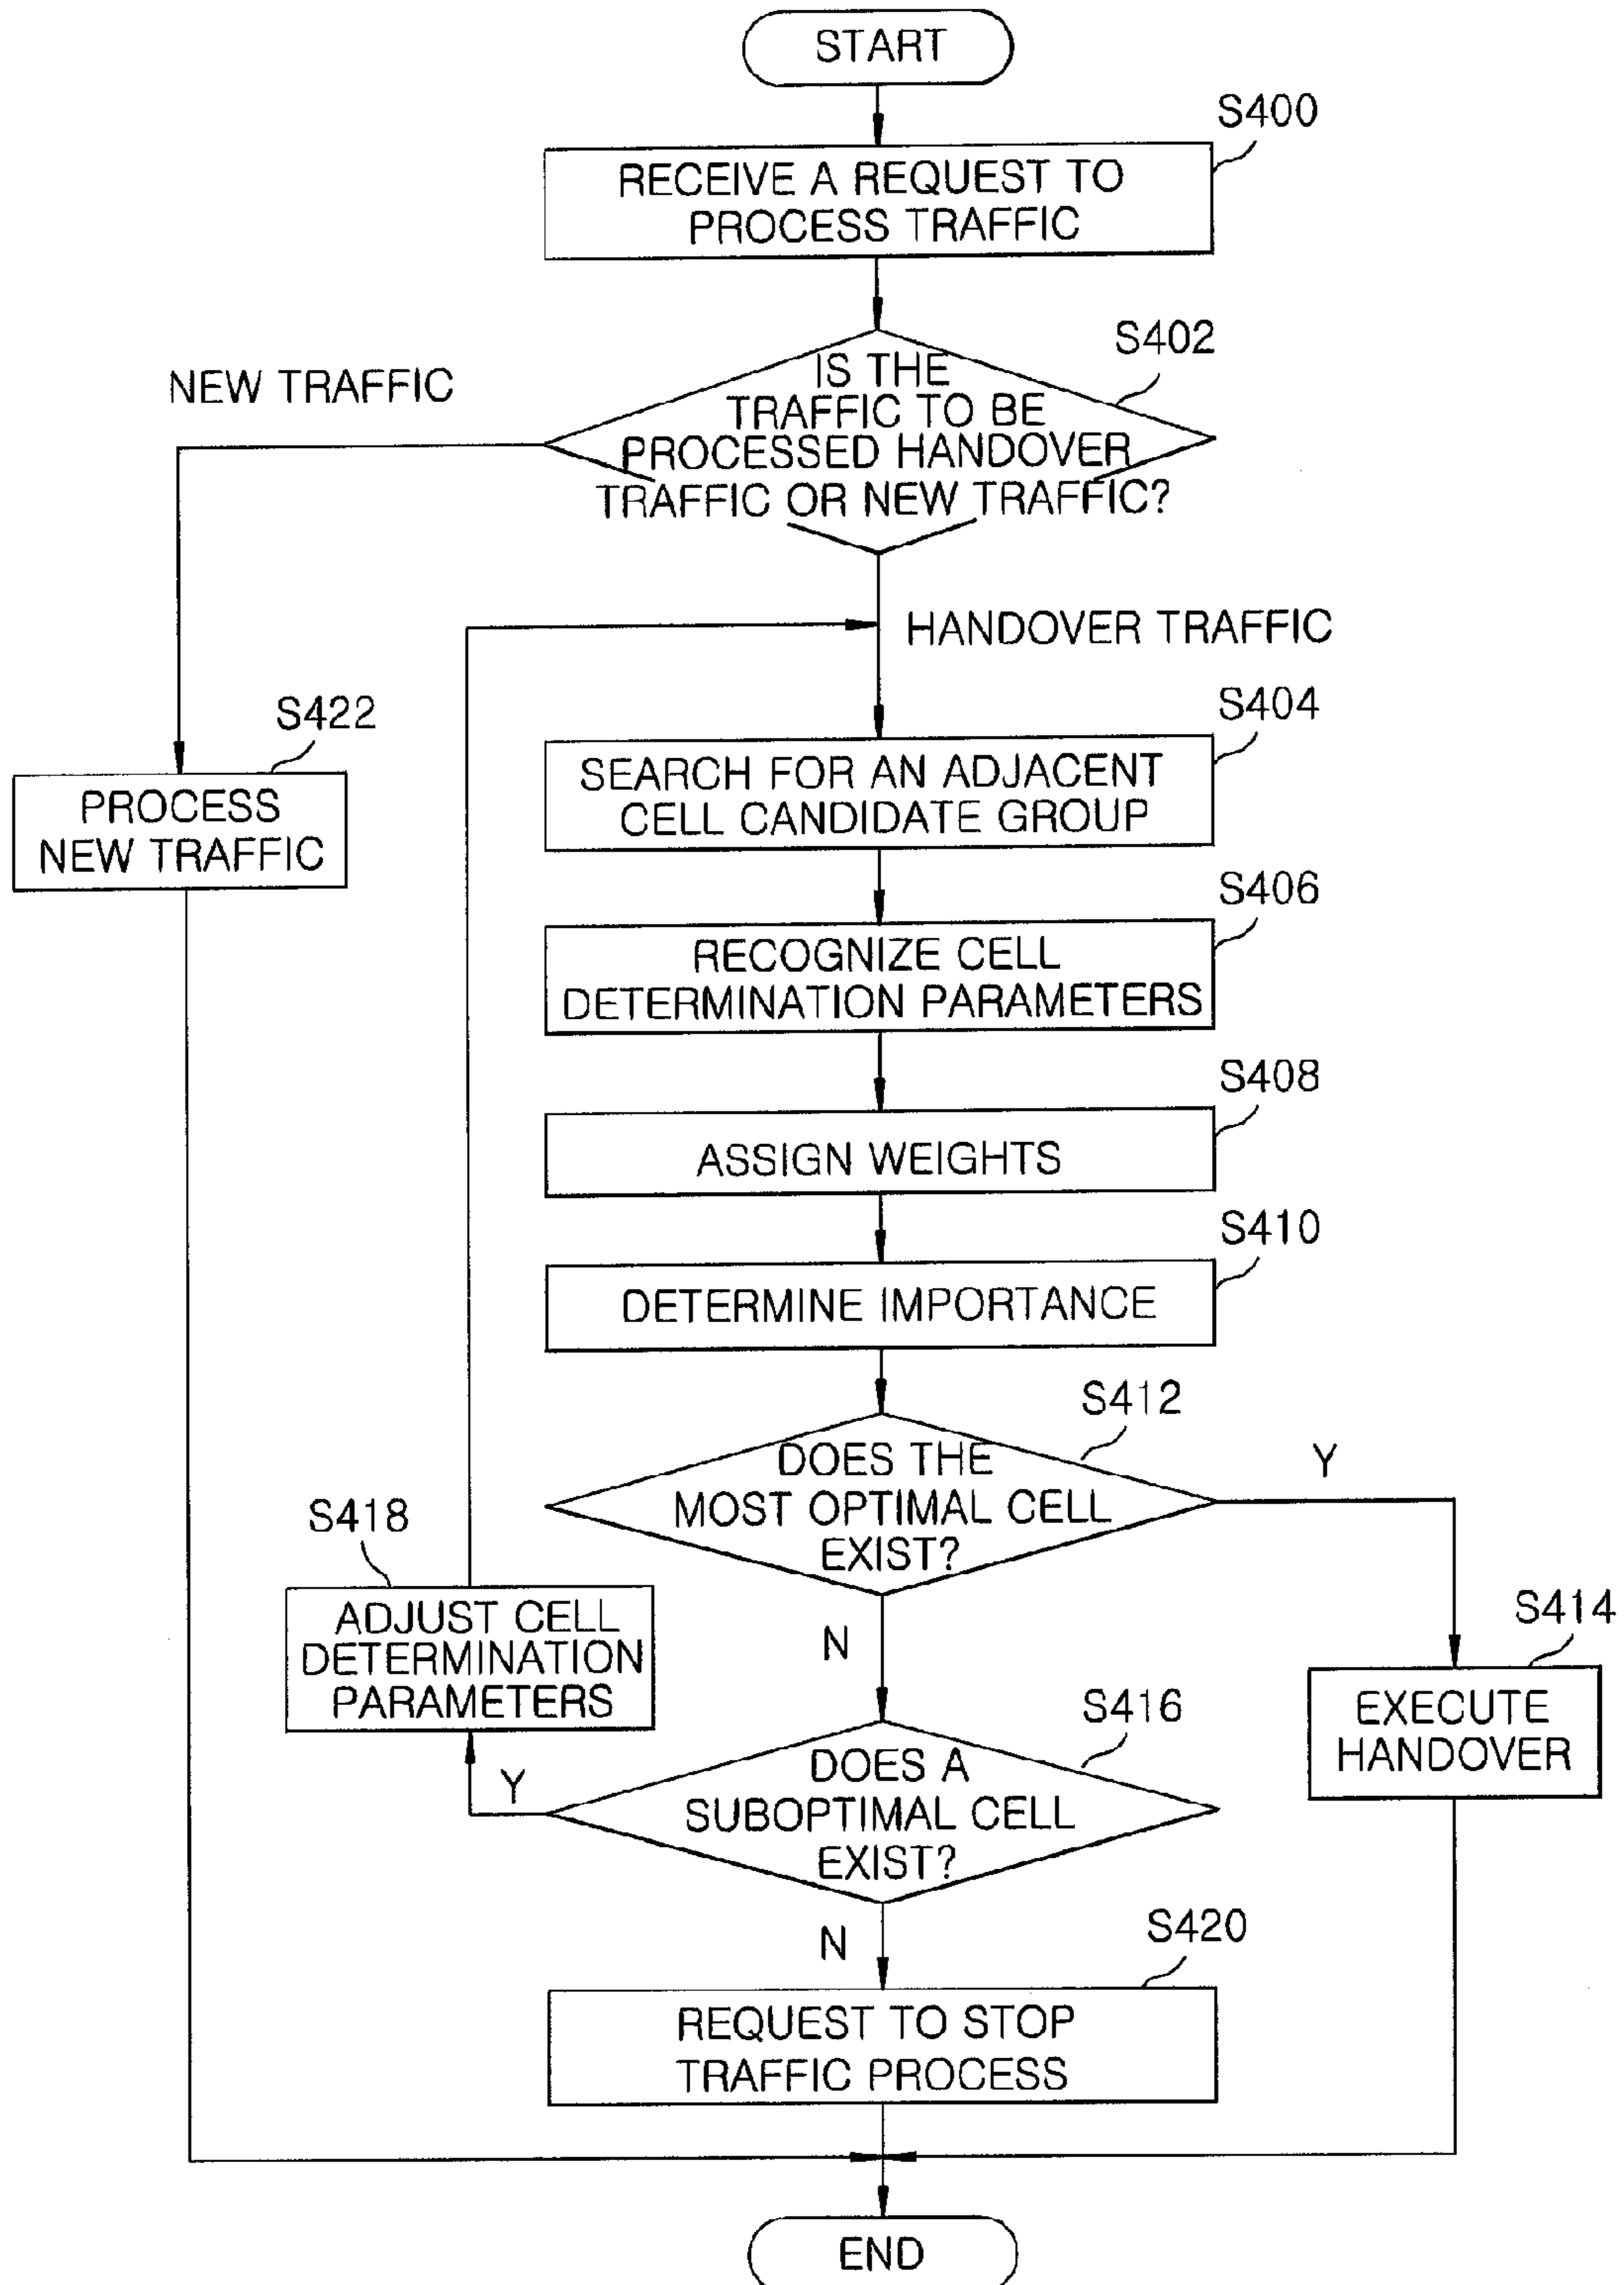 START
S400
RECEIVE A REQUEST TO
PROCESS TRAFFIC
S402
NEW TRAFFIC
IS THE
TRAFFIC TO BE
PROCESSED HANDOVER
TRAFFIC OR NEW TRAFFIC?
HANDOVER TRAFFIC
S422
PROCESS
NEW TRAFFIC
S404
SEARCH FOR AN ADJACENT
CELL CANDIDATE GROUP
S406
RECOGNIZE CELL
DETERMINATION PARAMETERS
S408
ASSIGN WEIGHTS
S410
DETERMINE IMPORTANCE
S412
DOES THE
MOST OPTIMAL CELL
EXIST?
Y
N
S418
ADJUST CELL
DETERMINATION
PARAMETERS
S414
EXECUTE
HANDOVER
S416
DOES A
SUBOPTIMAL CELL
EXIST?
Y
N
S420
REQUEST TO STOP
TRAFFIC PROCESS
END